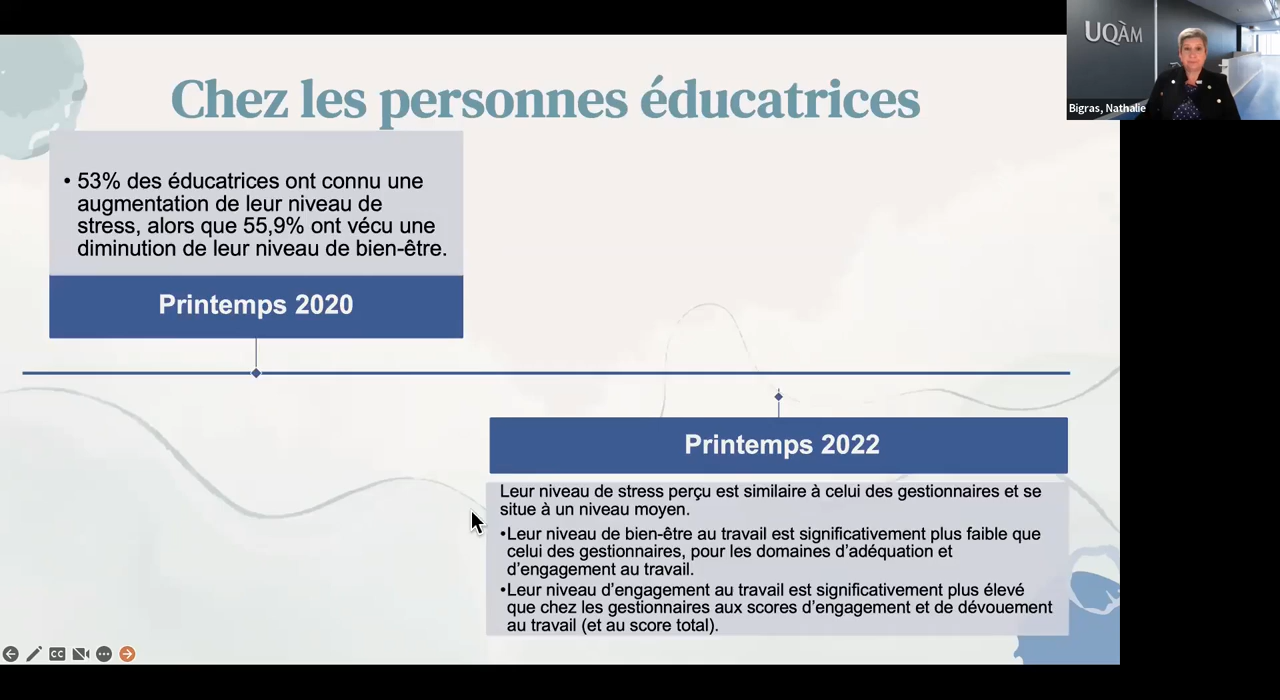 Chez les personnes éducatrices
UQÀM
Bigras, Nathalie
• 53% des éducatrices ont connu une
augmentation de leur niveau de
stress, alors que 55,9% ont vécu une
diminution de leur niveau de bien-être.
Printemps 2020
Printemps 2022
Leur niveau de stress perçu est similaire à celui des gestionnaires et se
situe à un niveau moyen.
•Leur niveau de bien-être au travail est significativement plus faible que
celui des gestionnaires, pour les domaines d'adéquation et
d'engagement au travail.
•Leur niveau d'engagement au travail est significativement plus élevé
que chez les gestionnaires aux scores d'engagement et de dévouement
au travail (et au score total).
CC